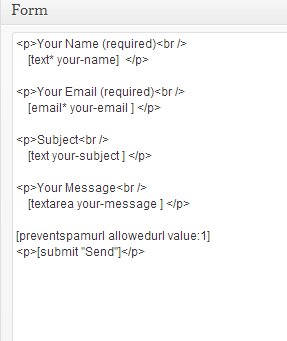 Form
<p>Your Name (required)<br />
[text* your-name]  </p>
<p>Your Email (required)<br />
[email* your-email ] </p>
<p>Subject<br />
[text your-subject ] </p>
<p>Your Message<br />
[textarea your-message ] </p>
[preventspamurl allowedurl value:1]
<p>[submit "Send"]</p>